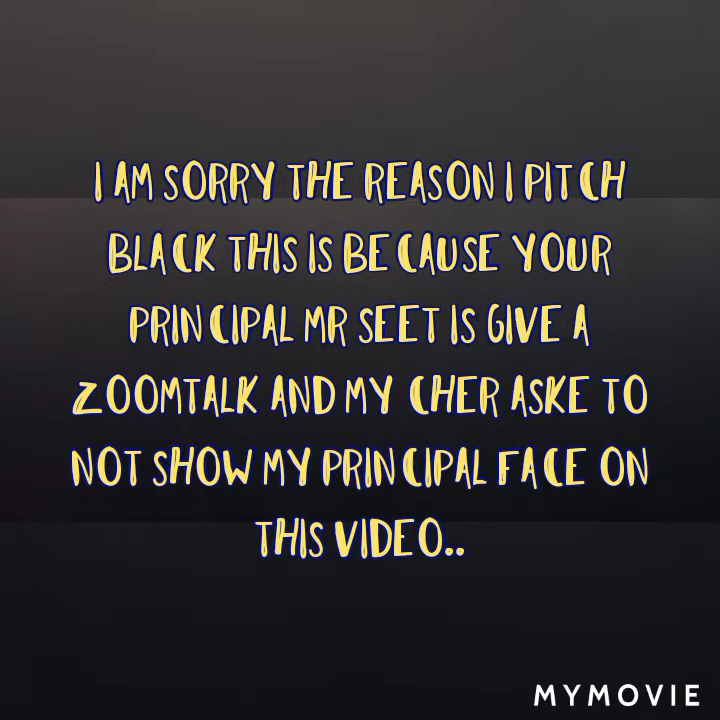 I AM SORRY THE REASON I PITCH
BLACK THIS IS BECAUSE YOUR
PRINCIPAL MR SEET IS GIVE A
ZOOMTALK AND MY CHER ASKE TO
NOT SHOW MY PRINCIPAL FACE ON
THIS VIDEO..
MYMOVIE